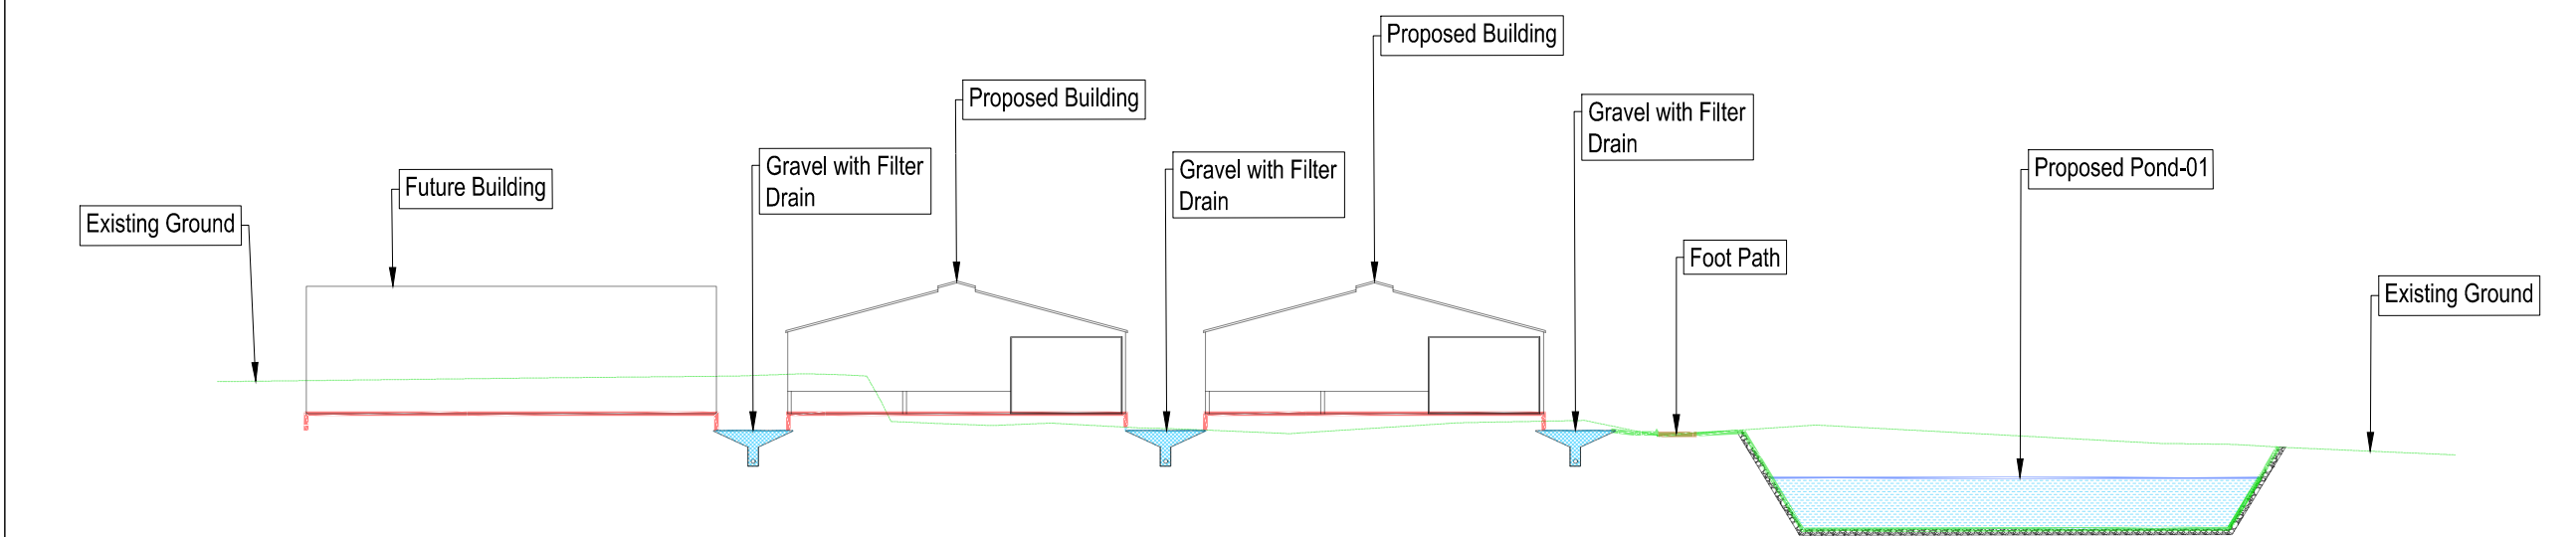 Existing Ground
Future Building
Gravel with Filter
Drain
Proposed Building
Gravel with Filter
Drain
Proposed Building
Gravel with Filter
Drain
Foot Path
Proposed Pond-01
Existing Ground